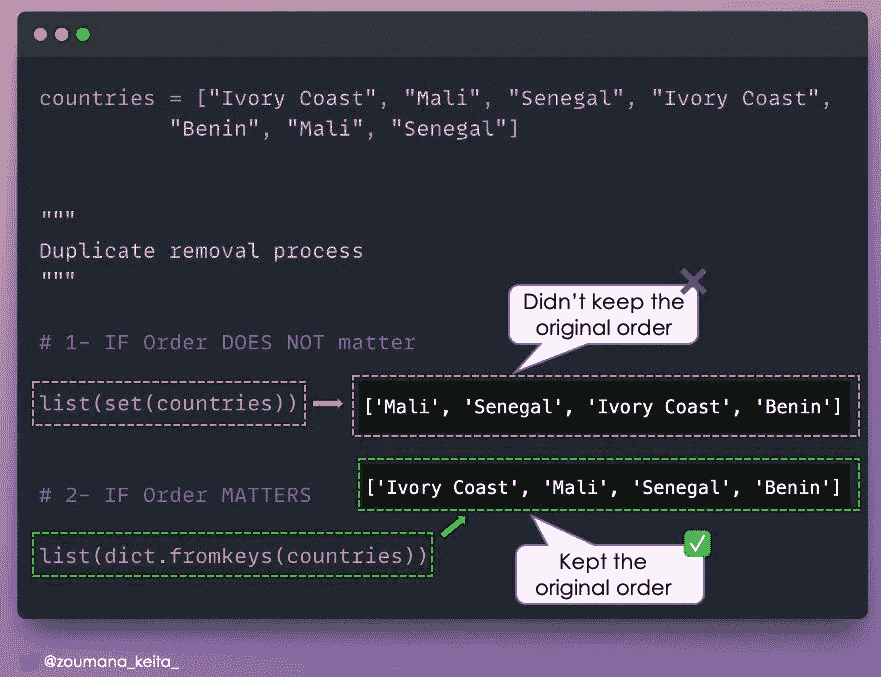 countries = ["Ivory Coast", "Mali", "Senegal", "Ivory Coast",
"Benin", "Mali", "Senegal"]
"""
Duplicate removal process
"""
Didn't keep the
original order
# 1- IF Order DOES NOT matter
list(set(countries))
['Mali', 'Senegal', 'Ivory Coast', 'Benin']
# 2- IF Order MATTERS
['Ivory Coast', 'Mali', 'Senegal', 'Benin']
list(dict.fromkeys(countries))
Kept the
original order
@zoumana_keita_